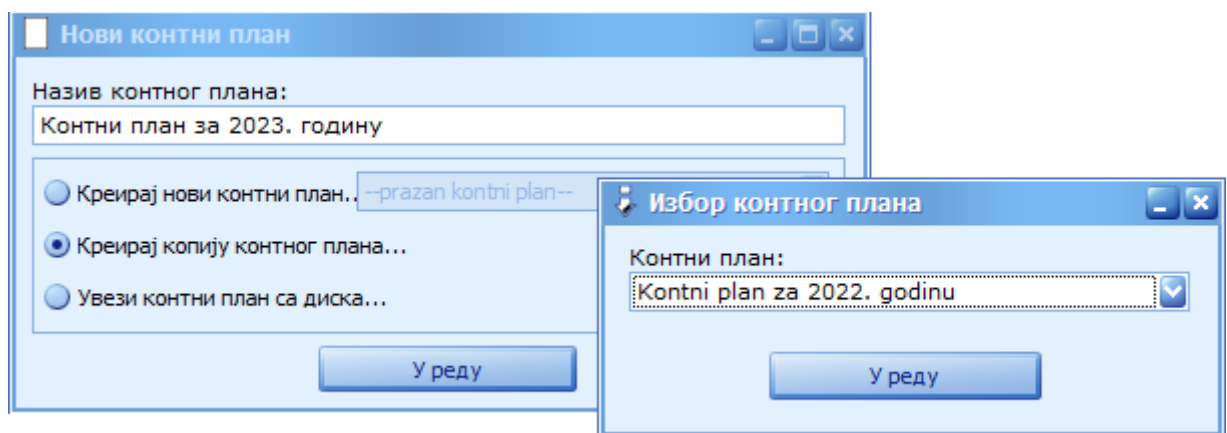 Нови контни план
Назив контног плана:
Контни план за 2023. годину
Креирај нови контни план.. --prazan kontni plan--
Креирај копију контног плана...
Увези контни план са диска...
У реду
Избор контног плана
Контни план:
Kontni plan za 2022. godinu
У реду